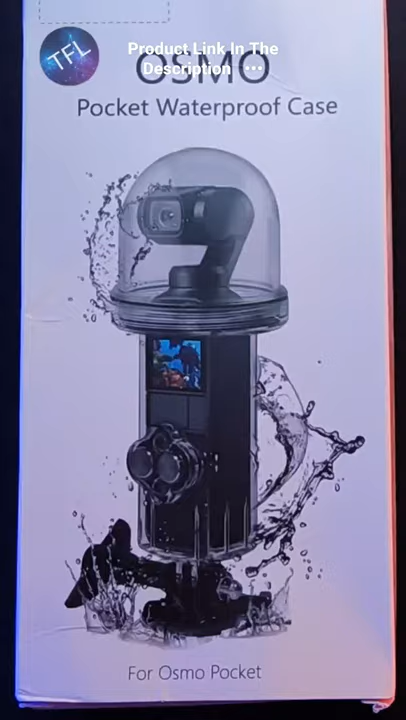 TFL
Product Link In The
Description ...
OSMO
Pocket Waterproof Case
For Osmo Pocket